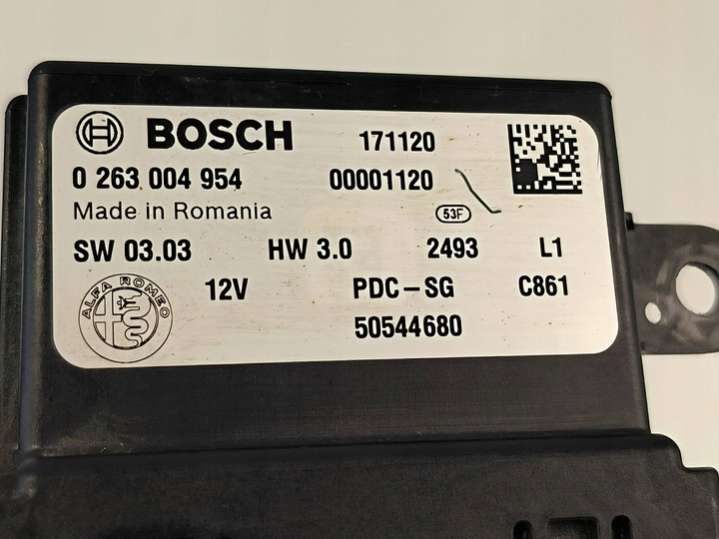 BOSCH 171120
0 263 004 954 00001120
Made in Romania 53F
SW 03.03 HW 3.0 2493 L1
12V PDC-SG C861
ALFA ROMEO
50544680